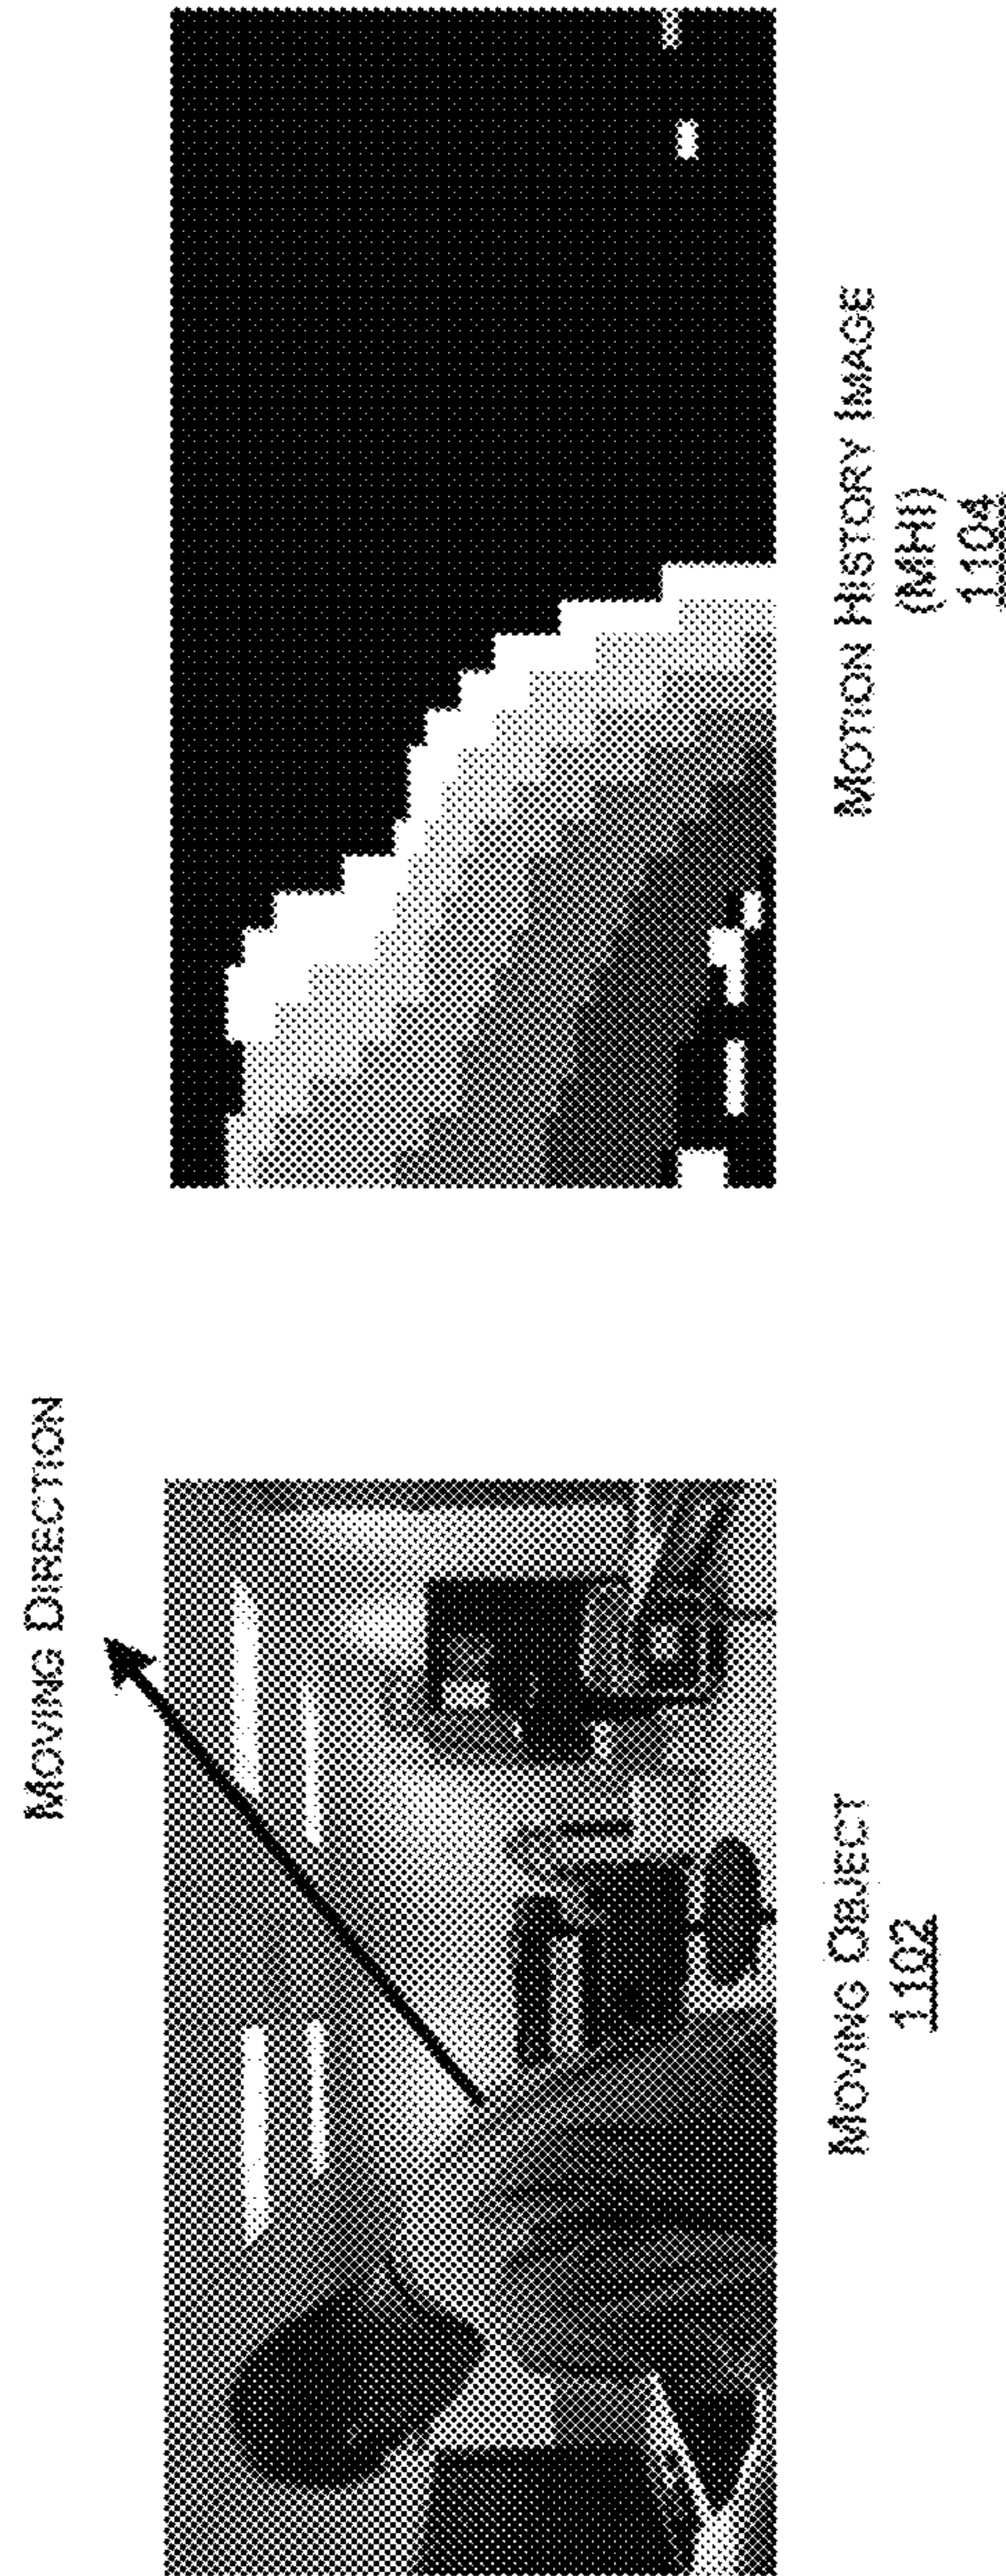 MOVING DIRECTION
MOVING OBJECT
1102
MOTION HISTORY IMAGE
(MHI)
1104